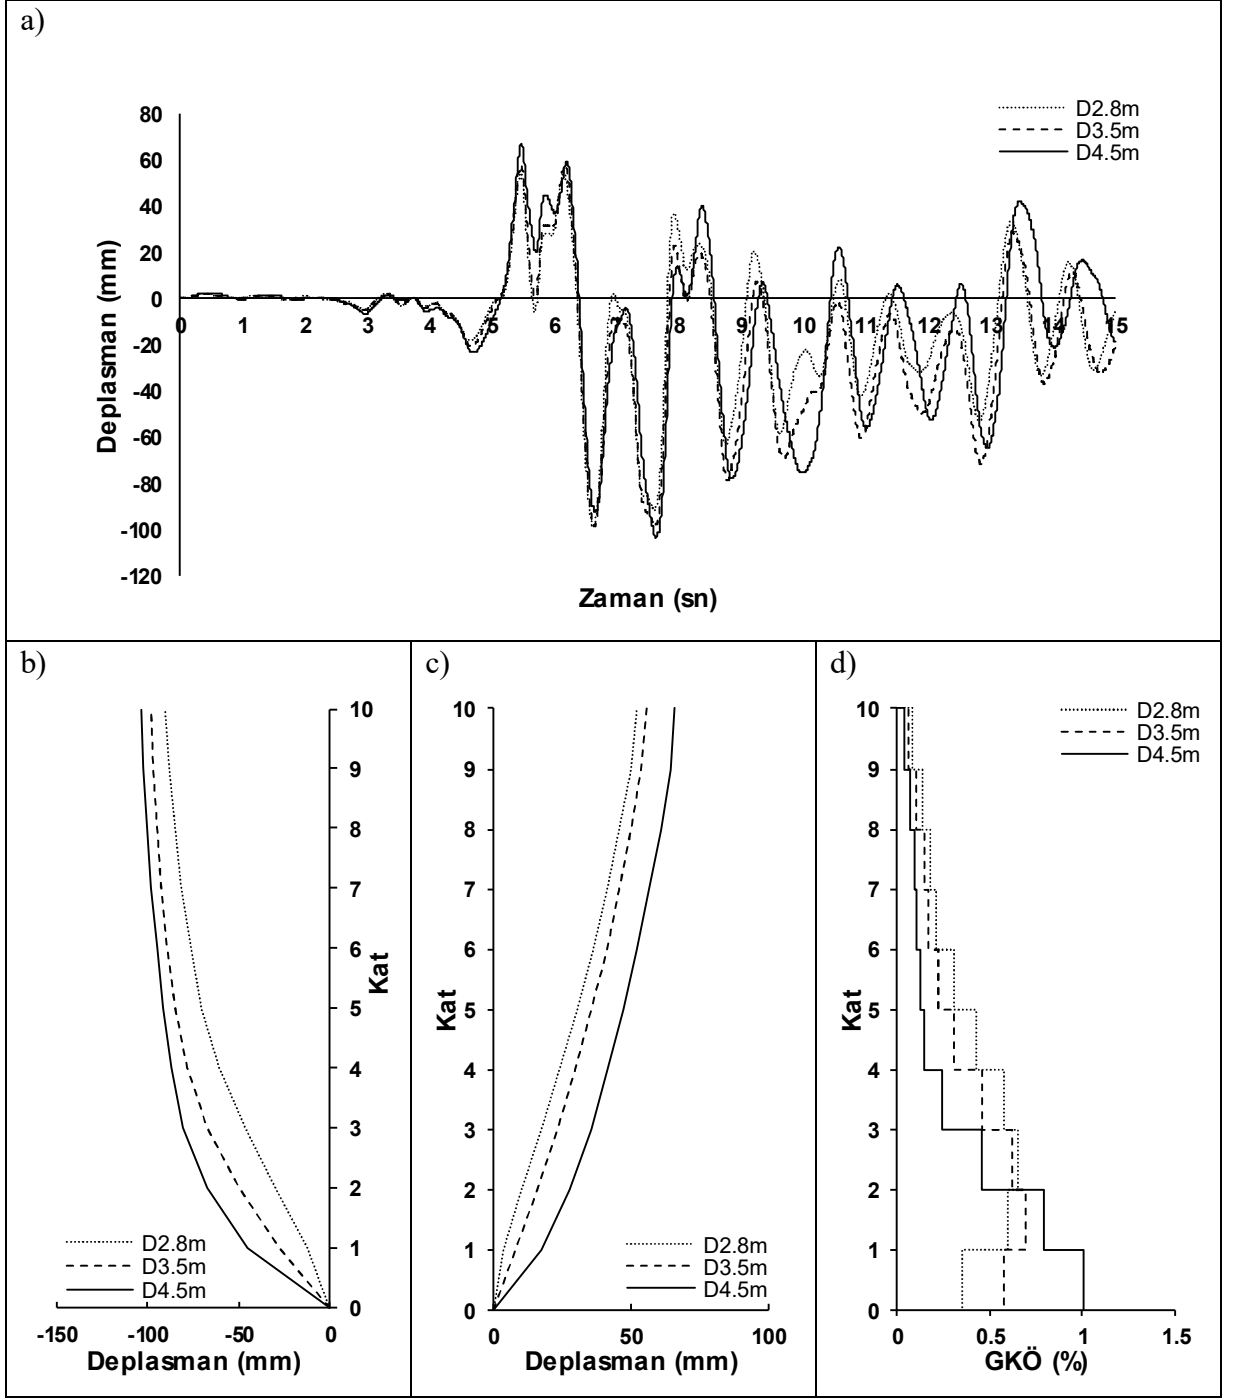 a)
D2.8m
D3.5m
D4.5m
80
60
40
20
0
-20
-40
-60
-80
-100
-120
Deplasman (mm)
0 1 2 3 4 5 6 7 8 9 10 11 12 13 14 15
Zaman (sn)
b)
10
9
8
7
6
5
4
3
2
1
0
Kat
D2.8m
D3.5m
D4.5m
-150 -100 -50 0
Deplasman (mm)
c)
10
9
8
7
6
5
4
3
2
1
0
Kat
D2.8m
D3.5m
D4.5m
0 50 100
Deplasman (mm)
d)
D2.8m
D3.5m
D4.5m
10
9
8
7
6
5
4
3
2
1
0
Kat
0 0.5 1 1.5
GKÖ (%)